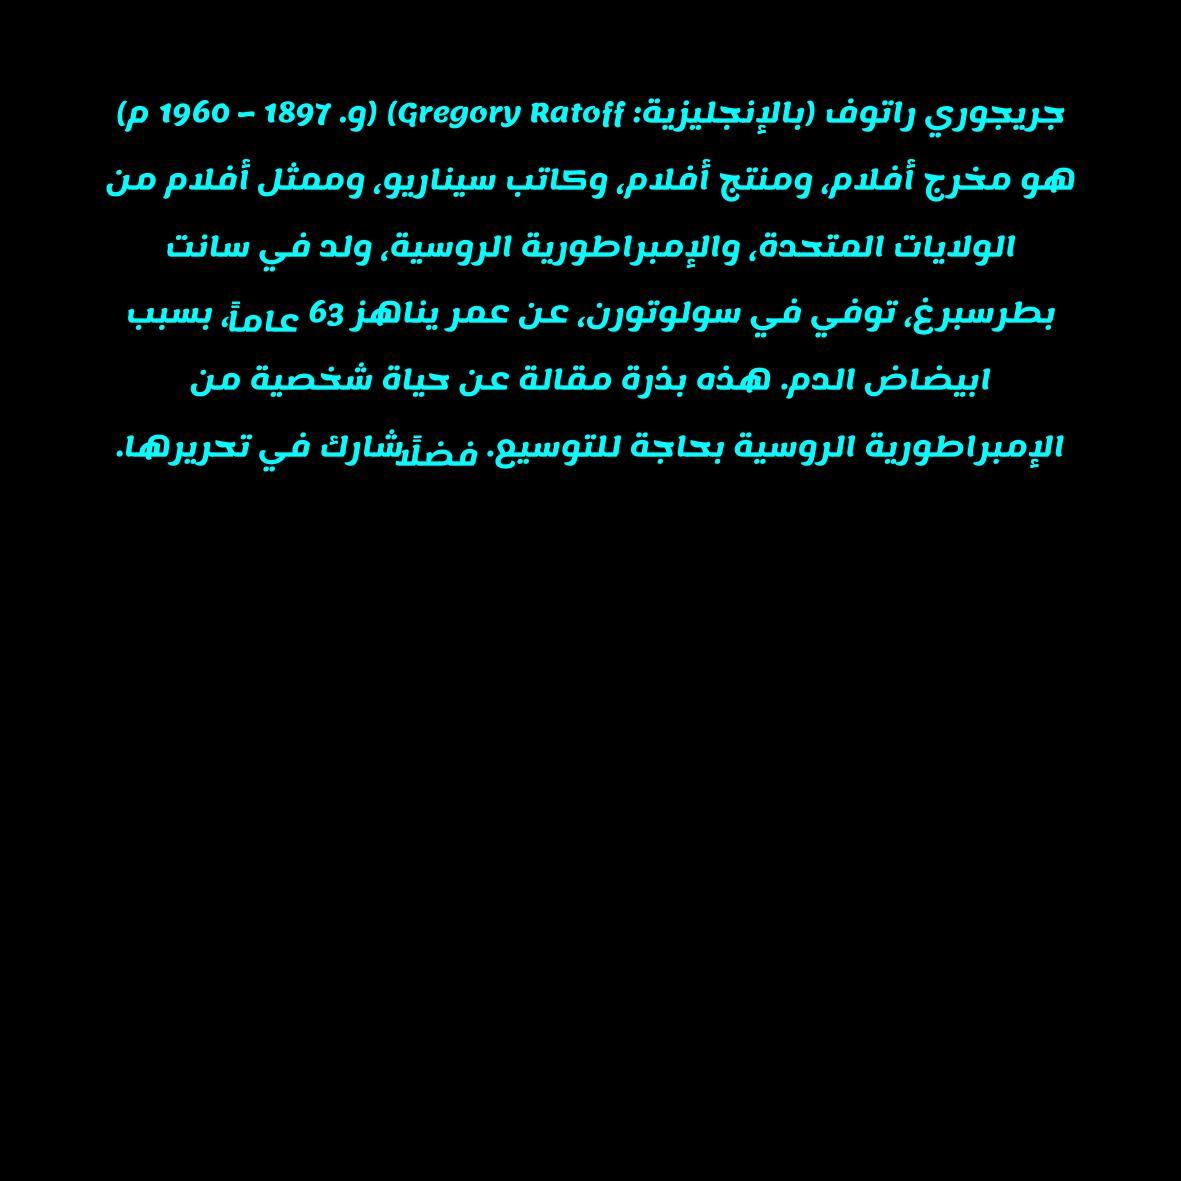 جريجوري راتوف (بالإنجليزية: Gregory Ratoff) (و. 1897 – 1960 م)
هو مخرج أفلام، ومنتج أفلام، وكاتب سيناريو، وممثل أفلام من
الولايات المتحدة، والإمبراطورية الروسية، ولد في سانت
بطرسبرغ، توفي في سولوتورن، عن عمر يناهز 63 عاماً، بسبب
ابيضاض الدم. هذه بذرة مقالة عن حياة شخصية من
الإمبراطورية الروسية بحاجة للتوسيع. فضلًا شارك في تحريرها.